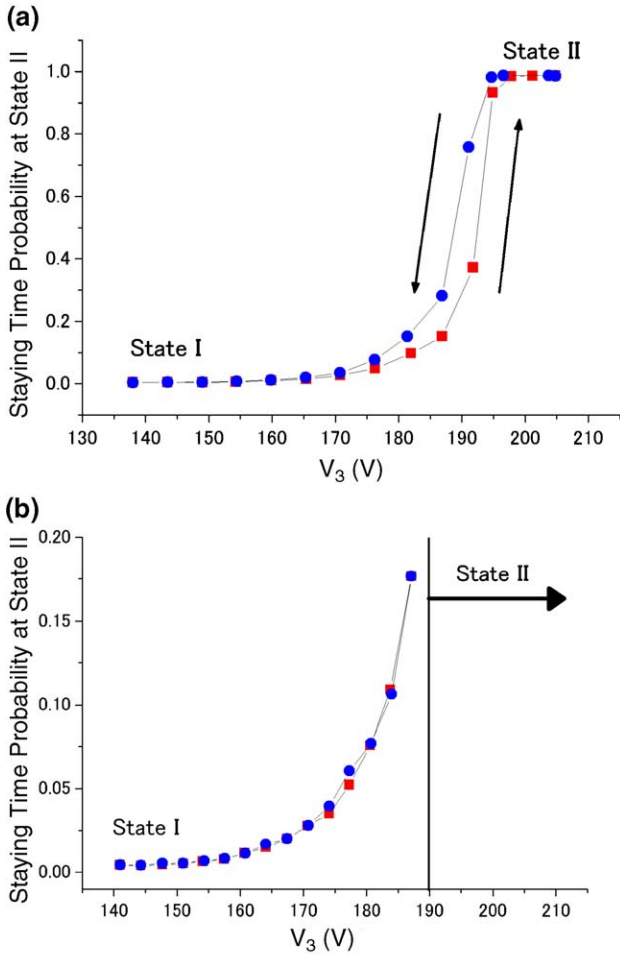 (a)
State II
1.0
0.8
0.6
0.4
0.2
0.0
Staying Time Probability at State II
State I
130 140 150 160 170 180 190 200 210
V3 (V)
(b)
0.20
0.15
0.10
0.05
0.00
Staying Time Probability at State II
State II
State I
140 150 160 170 180 190 200 210
V3 (V)